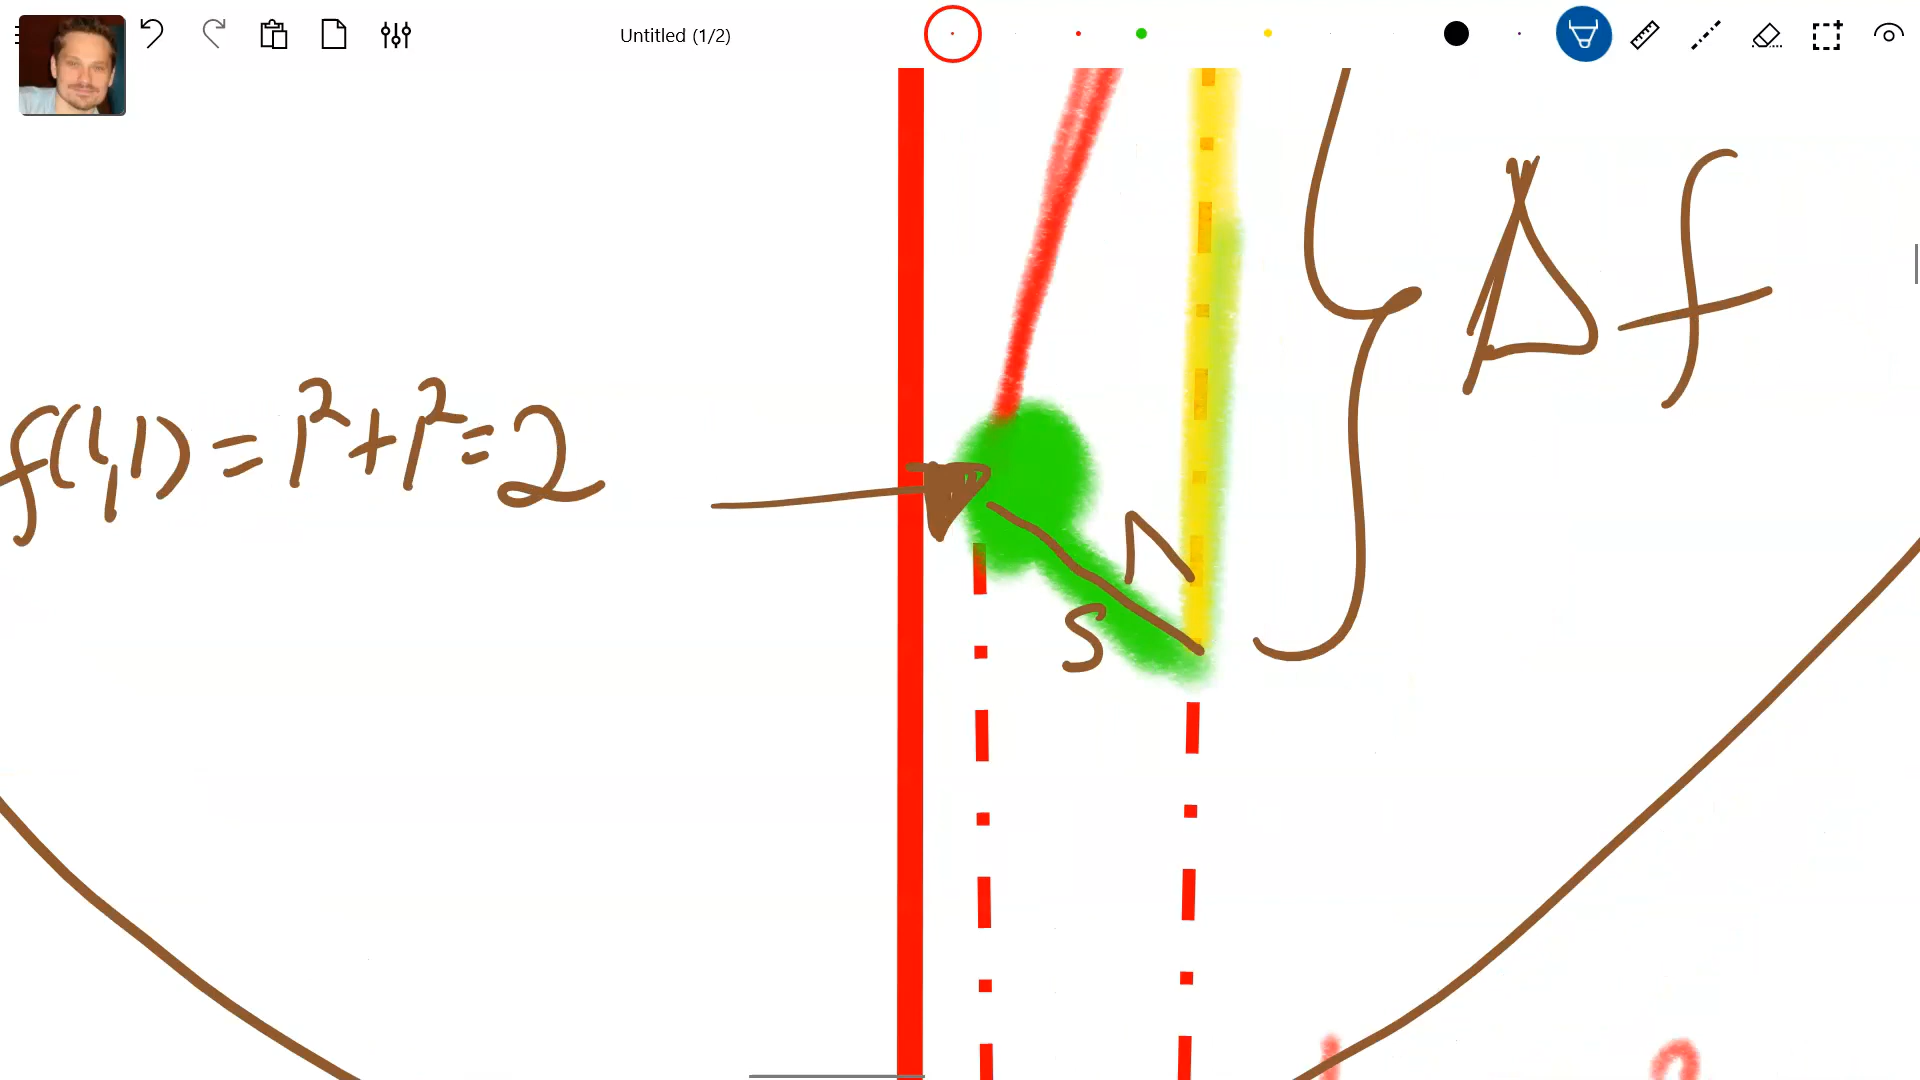 Untitled (1/2)
Δf
f(1,1) = 1²+1²=2
S